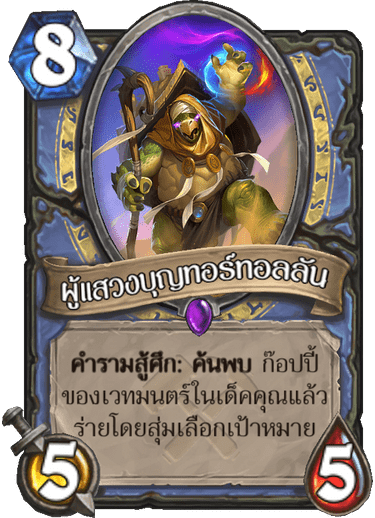 8
ผู้แสวงบุญทอร์ทอลลัน
คำรามสู้ศึก: ค้นพบ ก๊อปปี้
ของเวทมนตร์ในเด็คคุณแล้ว
ร่ายโดยสุ่มเลือกเป้าหมาย
5
5